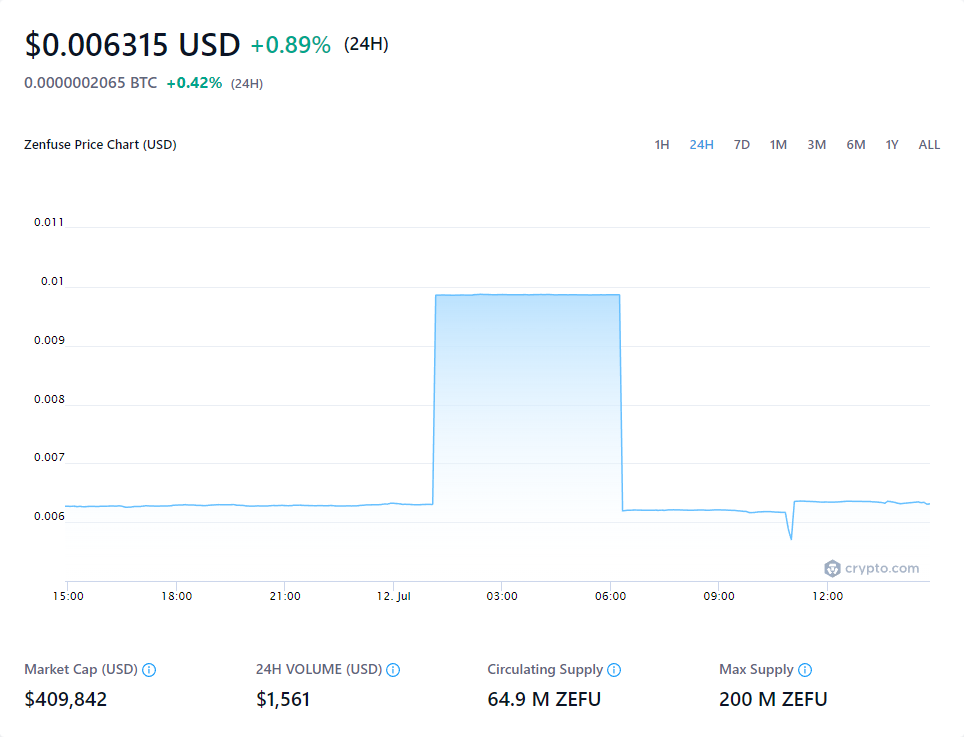 $0.006315 USD +0.89% (24H)
0.0000002065 BTC +0.42% (24H)
Zenfuse Price Chart (USD) 1H 24H 7D 1M 3M 6M 1Y ALL
0.011
0.01
0.009
0.008
0.007
0.006
crypto.com
15:00 18:00 21:00 12. Jul 03:00 06:00 09:00 12:00
Market Cap (USD) 24H VOLUME (USD) Circulating Supply Max Supply
$409,842 $1,561 64.9 M ZEFU 200 M ZEFU